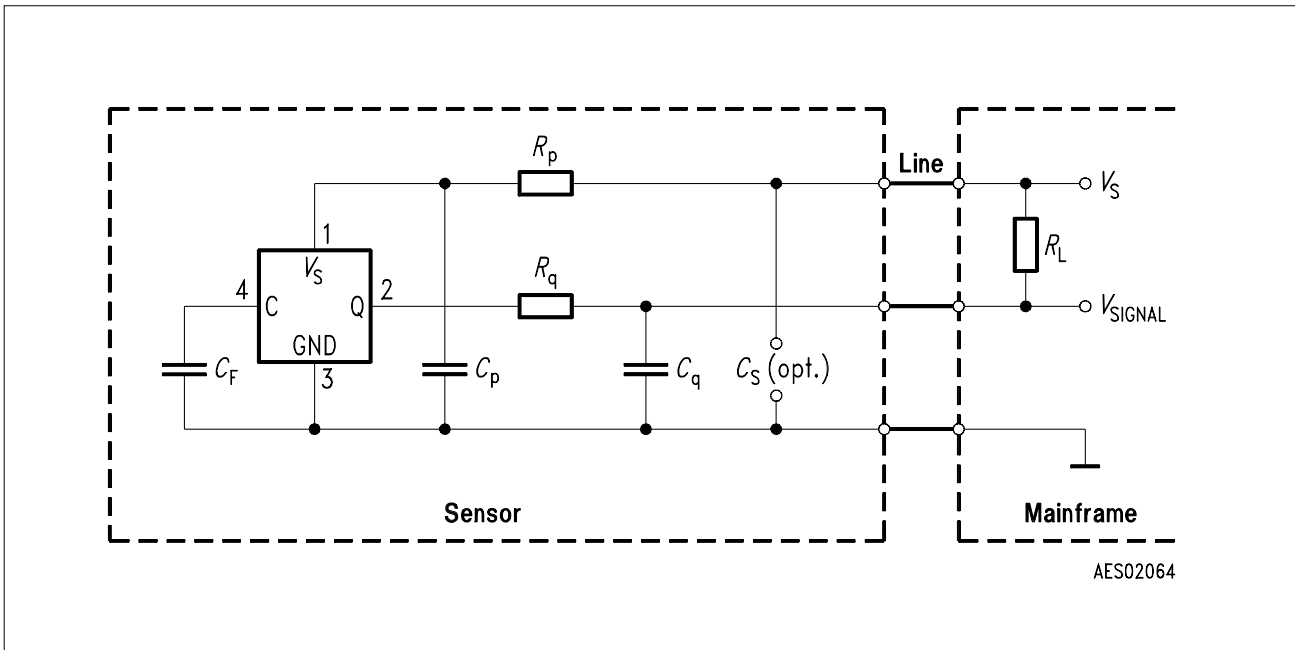 Rp
Line
VS
1
VS
RL
Rq
4
C
Q
2
VSIGNAL
GND
3
CF
Cp
Cq
CS (opt.)
Sensor
Mainframe
AES02064